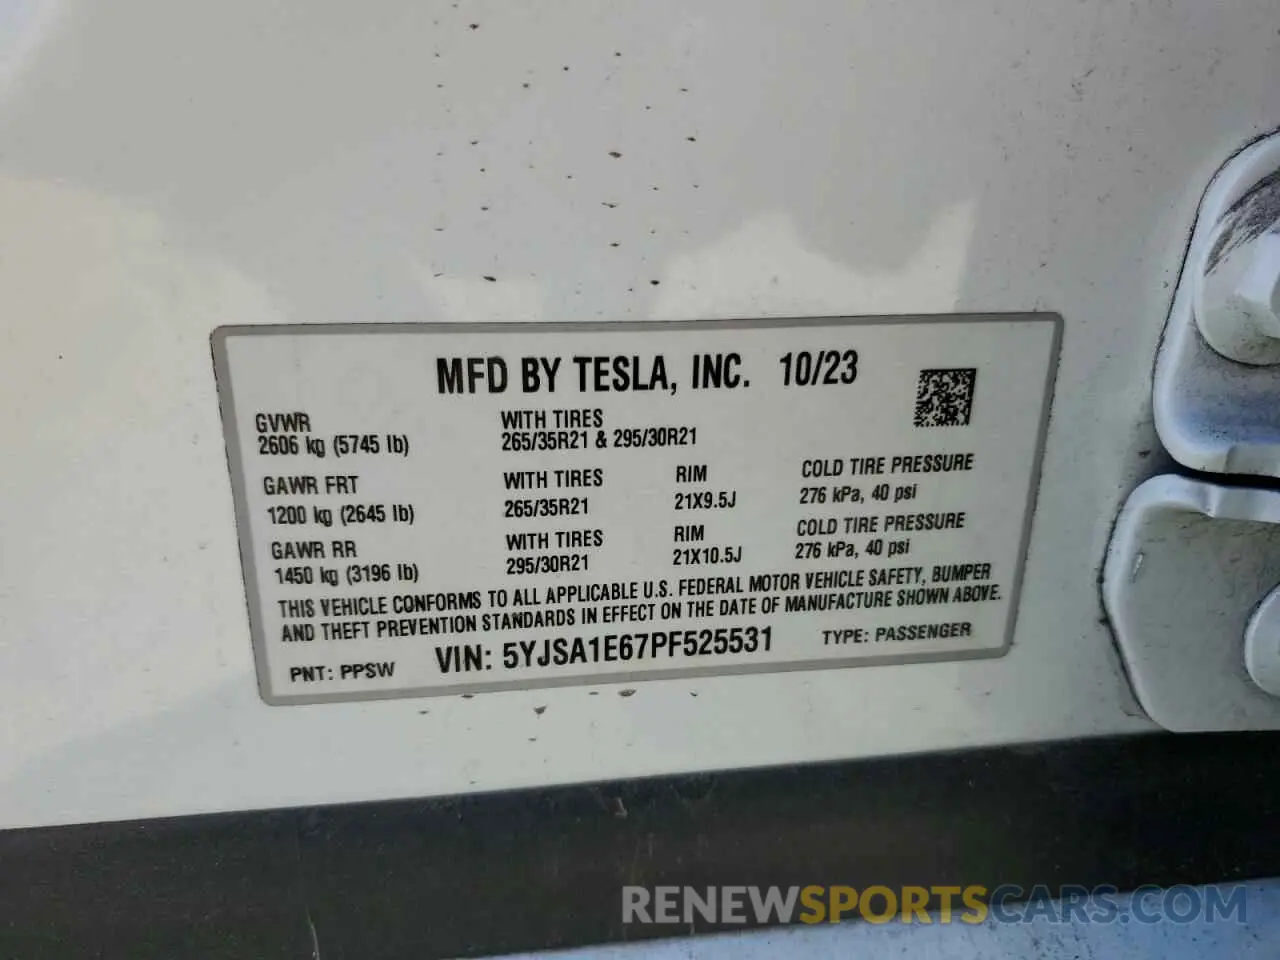 MFD BY TESLA, INC. 10/23
GVWR
2606 kg (5745 lb)
WITH TIRES
265/35R21 & 295/30R21
GAWR FRT
1200 kg (2645 lb)
WITH TIRES
265/35R21
RIM
21X9.5J
COLD TIRE PRESSURE
276 kPa, 40 psi
GAWR RR
1450 kg (3196 lb)
WITH TIRES
295/30R21
RIM
21X10.5J
COLD TIRE PRESSURE
276 kPa, 40 psi
THIS VEHICLE CONFORMS TO ALL APPLICABLE U.S. FEDERAL MOTOR VEHICLE SAFETY, BUMPER
AND THEFT PREVENTION STANDARDS IN EFFECT ON THE DATE OF MANUFACTURE SHOWN ABOVE.
PNT: PPSW VIN: 5YJSA1E67PF525531 TYPE: PASSENGER
RENEWSPORTSCARS.COM